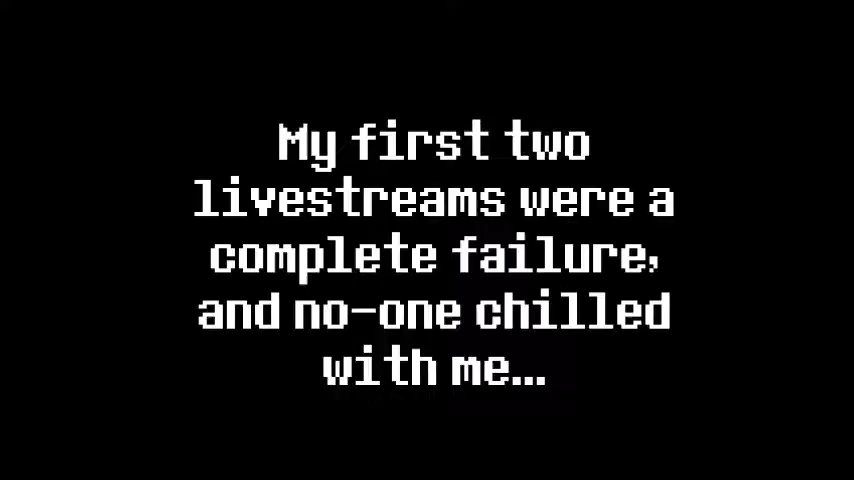 My first two
livestreams were a
complete failure,
and no-one chilled
with me...